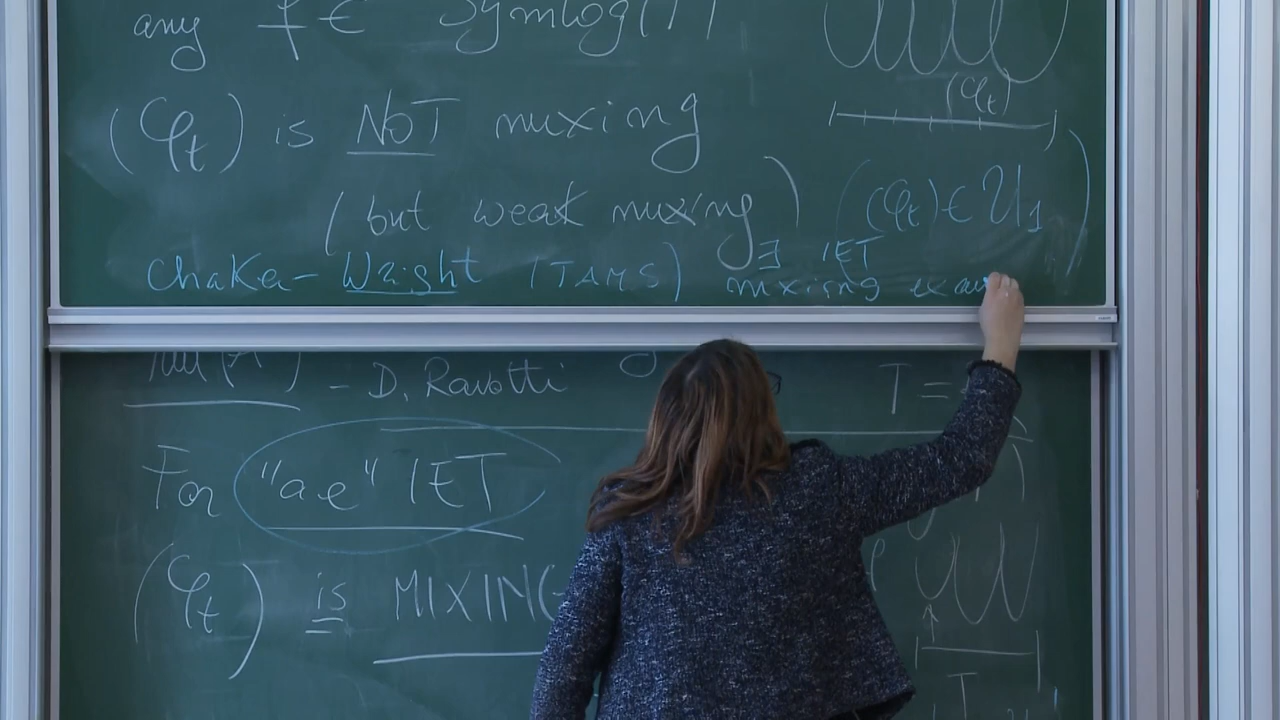 any f ∈ Symlog(T)
(φt)
(φt) is NOT mixing
(but weak mixing) ((φt) ∈ U1)
Chaika-Wright (JAMS) ∃ IET
mixing exam
- D. Ravotti
T =
For "a e" IET
(φt) is MIXING
T